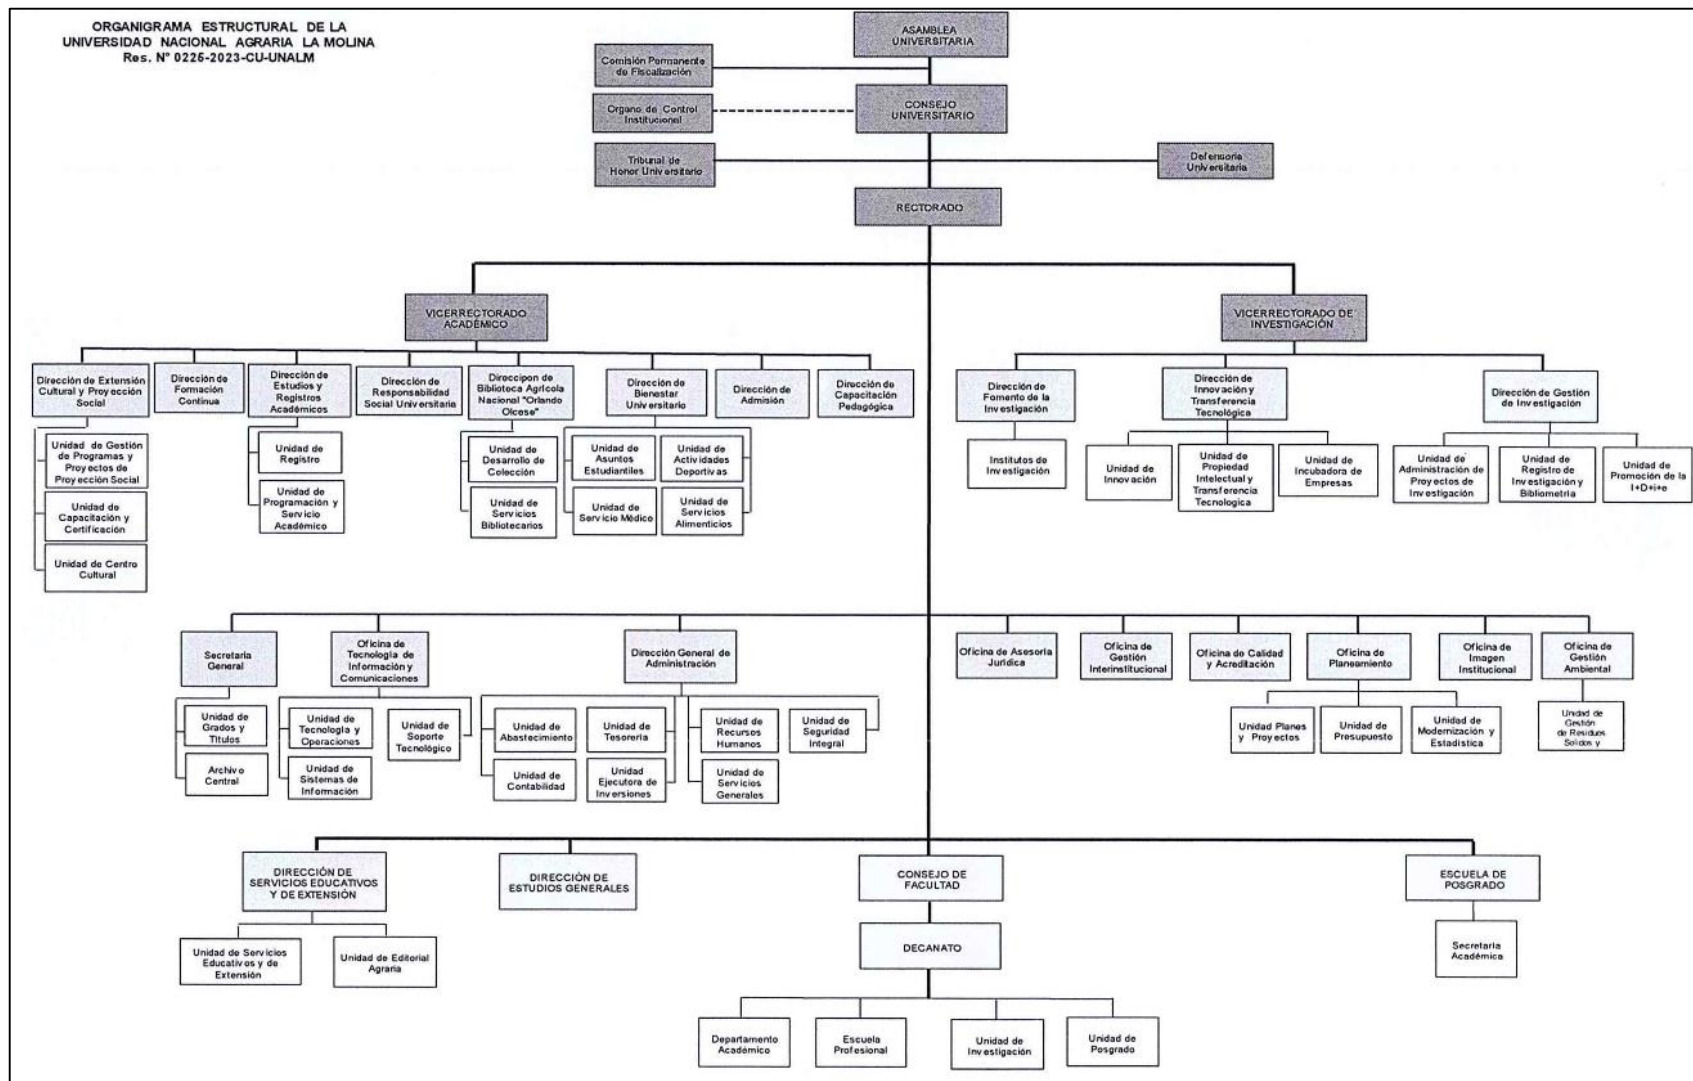 ORGANIGRAMA ESTRUCTURAL DE LA
UNIVERSIDAD NACIONAL AGRARIA LA MOLINA
Res. N° 0225-2023-CU-UNALM
ASAMBLEA
UNIVERSITARIA
Comisión Permanente
de Fiscalización
Organo de Control
Institucional
CONSEJO
UNIVERSITARIO
Tribunal de
Honor Universitario
Defensoria
Universitaria
RECTORADO
VICERRECTORADO
ACADÉMICO
VICERRECTORADO DE
INVESTIGACIÓN
Dirección de Extensión
Cultural y Proyección
Social
Dirección de
Formación
Continua
Dirección de
Estudios y
Registros
Académicos
Dirección de
Responsabilidad
Social Universitaria
Direccipon de
Biblioteca Agrícola
Nacional "Orlando
Olcese"
Dirección de
Bienestar
Universitario
Dirección de
Admisión
Dirección de
Capacitación
Pedagógica
Dirección de
Fomento de la
Investigación
Dirección de
Innovación y
Transferencia
Tecnológica
Dirección de Gestión
de Investigación
Unidad de Gestión
de Programas y
Proyectos de
Proyección Social
Unidad de
Capacitación y
Certificación
Unidad de Centro
Cultural
Unidad de
Registro
Unidad de
Programación y
Servicio
Académico
Unidad de
Desarrollo de
Colección
Unidad de
Servicios
Bibliotecarios
Unidad de
Asuntos
Estudiantiles
Unidad de
Actividades
Deportivas
Unidad de
Servicio Médico
Unidad de
Servicios
Alimenticios
Institutos de
Investigación
Unidad de
Innovación
Unidad de
Propiedad
Intelectual y
Transferencia
Tecnologica
Unidad de
Incubadora de
Empresas
Unidad de
Administración de
Proyectos de
Investigación
Unidad de
Registro de
Investigación y
Bibliometría
Unidad de
Promoción de la
I+D+i+e
Secretaria
General
Oficina de
Tecnología de
Información y
Comunicaciones
Dirección General de
Administración
Oficina de Asesoría
Jurídica
Oficina de
Gestión
Interinstitucional
Oficina de Calidad
y Acreditación
Oficina de
Planeamiento
Oficina de
Imagen
Institucional
Oficina de
Gestión
Ambiental
Unidad de
Grados y
Titulos
Archivo
Central
Unidad de
Tecnología y
Operaciones
Unidad de
Soporte
Tecnológico
Unidad de
Sistemas de
Información
Unidad de
Abastecimiento
Unidad de
Tesorería
Unidad de
Recursos
Humanos
Unidad de
Seguridad
Integral
Unidad de
Contabilidad
Unidad
Ejecutora de
Inversiones
Unidad de
Servicios
Generales
Unidad Planes
y Proyectos
Unidad de
Presupuesto
Unidad de
Modernización y
Estadística
Unidad de
Gestión
de Residuos
Solidos y
DIRECCIÓN DE
SERVICIOS EDUCATIVOS
Y DE EXTENSIÓN
DIRECCIÓN DE
ESTUDIOS GENERALES
CONSEJO DE
FACULTAD
ESCUELA DE
POSGRADO
Unidad de Servicios
Educativos y de
Extensión
Unidad de Editorial
Agraria
DECANATO
Secretaria
Académica
Departamento
Académico
Escuela
Profesional
Unidad de
Investigación
Unidad de
Posgrado